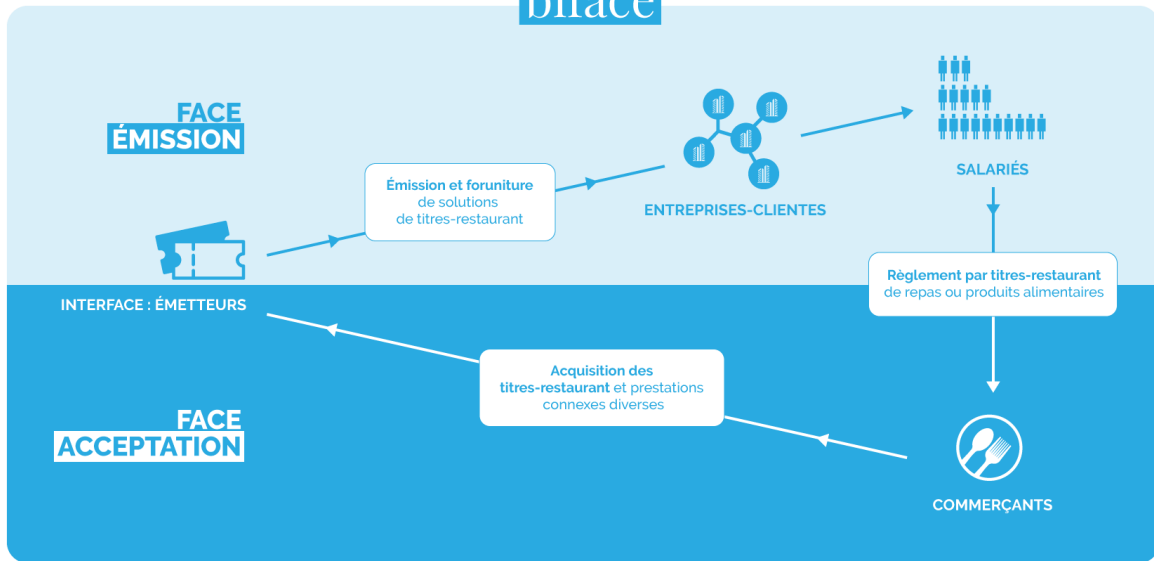 biface
FACE
ÉMISSION
SALARIÉS
Émission et foruniture
de solutions
de titres-restaurant
ENTREPRISES-CLIENTES
Règlement par titres-restaurant
de repas ou produits alimentaires
INTERFACE : ÉMETTEURS
Acquisition des
titres-restaurant et prestations
connexes diverses
FACE
ACCEPTATION
COMMERÇANTS